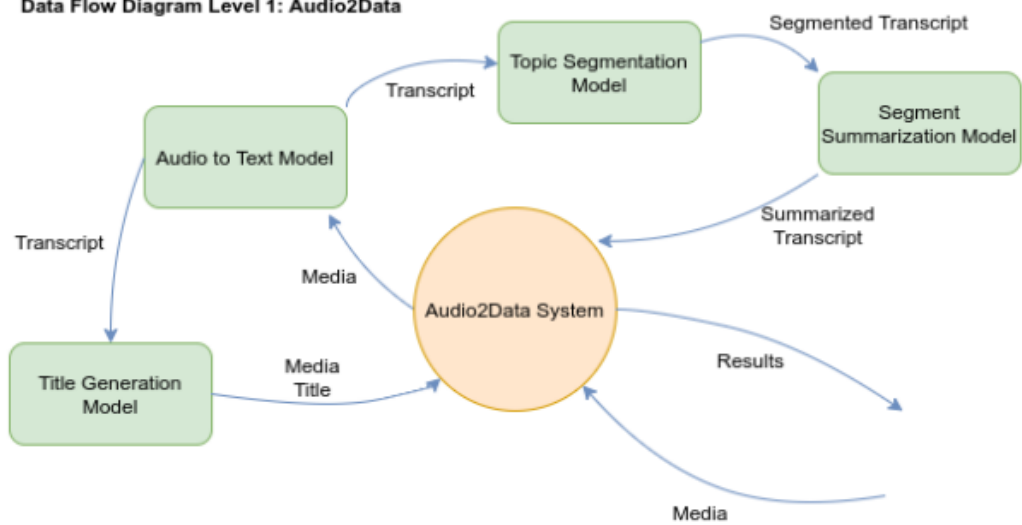 Data Flow Diagram Level 1: Audio2Data
Segmented Transcript
Topic Segmentation
Model
Transcript
Segment
Summarization Model
Audio to Text Model
Summarized
Transcript
Transcript
Media
Audio2Data System
Results
Media
Title
Title Generation
Model
Media